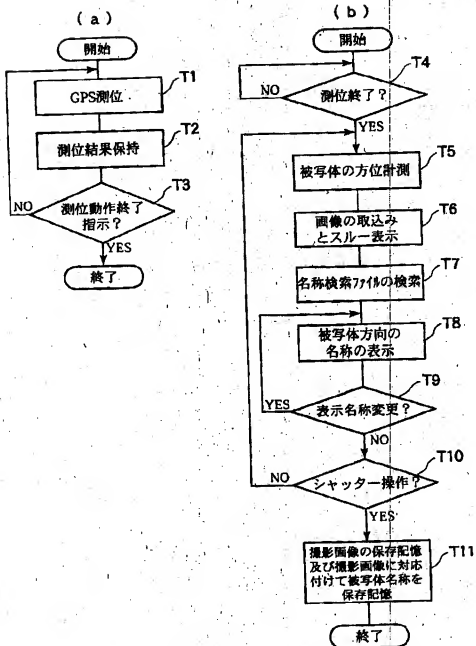 (a)
開始
T1
GPS測位
T2
測位結果保持
T3
測位動作終了
指示?
NO
YES
終了
(b)
開始
T4
測位終了?
NO
YES
T5
被写体の方位計測
T6
画像の取込み
とスルー表示
T7
名称検索ファイルの検索
T8
被写体方向の
名称の表示
T9
表示名称変更?
YES
NO
T10
シャッター操作?
NO
YES
T11
撮影画像の保存記憶
及び撮影画像に対応
付けて被写体名称を
保存記憶
終了